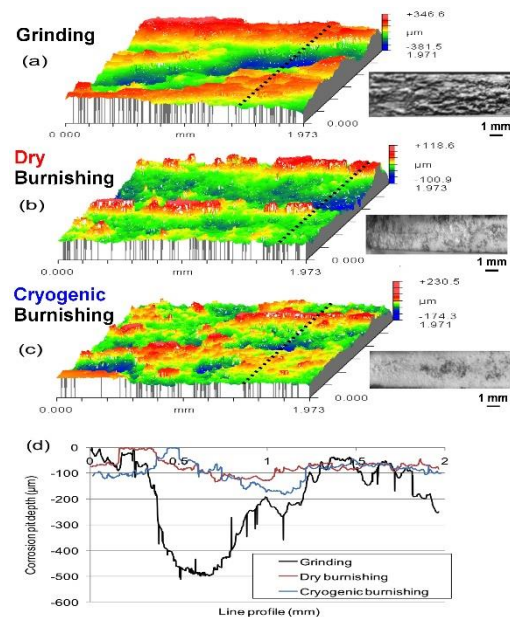 Grinding
(a)
+346.6
µm
-381.5
1.971
0.000
0.000
mm
1.973
1 mm
Dry
Burnishing
(b)
+118.6
µm
-100.9
1.973
0.000
0.000
mm
1.973
1 mm
Cryogenic
Burnishing
(c)
+230.5
µm
-174.3
1.971
0.000
0.000
mm
1.973
1 mm
(d)
Corrosion pit depth (µm)
0
-100
-200
-300
-400
-500
-600
0
0.5
1
1.5
2
Grinding
Dry burnishing
Cryogenic burnishing
Line profile (mm)